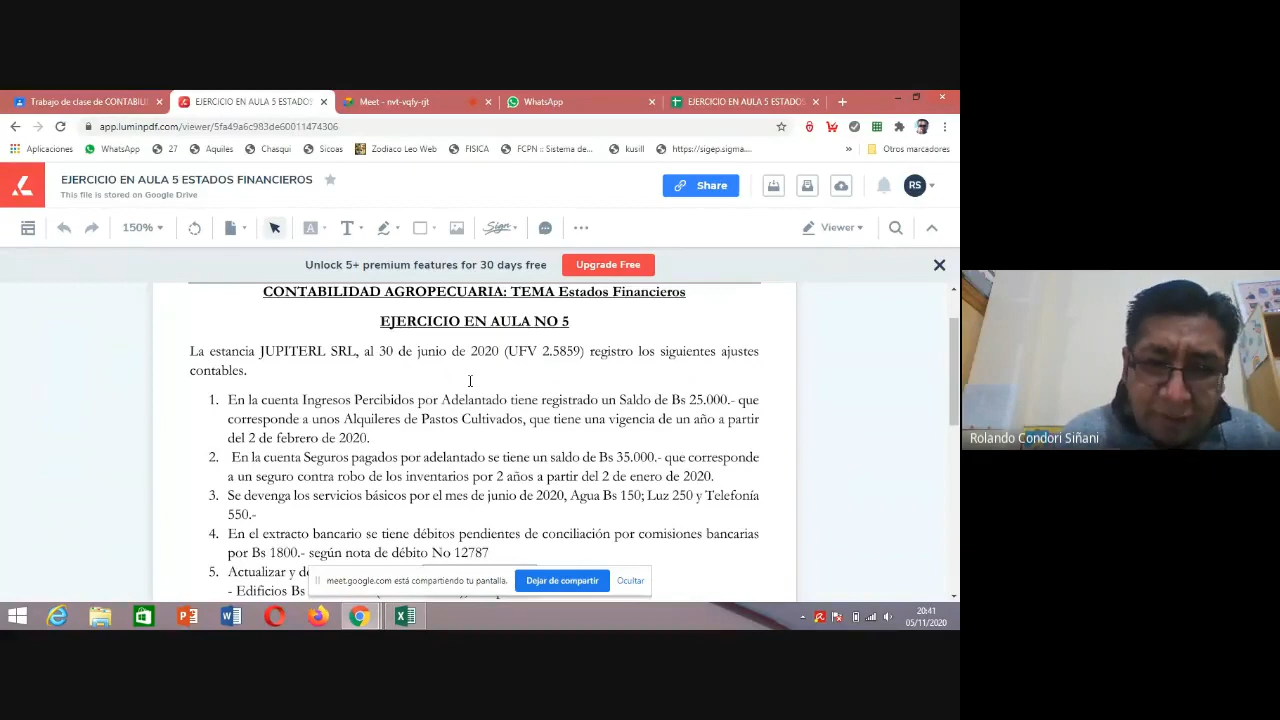 Trabajo de clase de CONTABILI
EJERCICIO EN AULA 5 ESTADOS
Meet - nvt-vqfy-rjt
WhatsApp
EJERCICIO EN AULA 5 ESTADOS
app.luminpdf.com/viewer/5fa49a6c983de60011474306
Aplicaciones
WhatsApp
27
Aquiles
Chasqui
Sicoas
Zodiaco Leo Web
FISICA
FCPN :: Sistema de...
kusill
https://sigep.sigma...
»
Otros marcadores
EJERCICIO EN AULA 5 ESTADOS FINANCIEROS
This file is stored on Google Drive
Share
RS
150%
A
T
Sign
Viewer
Unlock 5+ premium features for 30 days free
Upgrade Free
CONTABILIDAD AGROPECUARIA: TEMA Estados Financieros
EJERCICIO EN AULA NO 5
La estancia JUPITERL SRL, al 30 de junio de 2020 (UFV 2.5859) registro los siguientes ajustes
contables.
1. En la cuenta Ingresos Percibidos por Adelantado tiene registrado un Saldo de Bs 25.000.- que
corresponde a unos Alquileres de Pastos Cultivados, que tiene una vigencia de un año a partir
del 2 de febrero de 2020.
2. En la cuenta Seguros pagados por adelantado se tiene un saldo de Bs 35.000.- que corresponde
a un seguro contra robo de los inventarios por 2 años a partir del 2 de enero de 2020.
3. Se devenga los servicios básicos por el mes de junio de 2020, Agua Bs 150; Luz 250 y Telefonía
550.-
4. En el extracto bancario se tiene débitos pendientes de conciliación por comisiones bancarias
por Bs 1800.- según nota de débito No 12787
5. Actualizar y de
- Edificios Bs
meet.google.com está compartiendo tu pantalla.
Dejar de compartir
Ocultar
20:41
05/11/2020
Rolando Condori Siñani